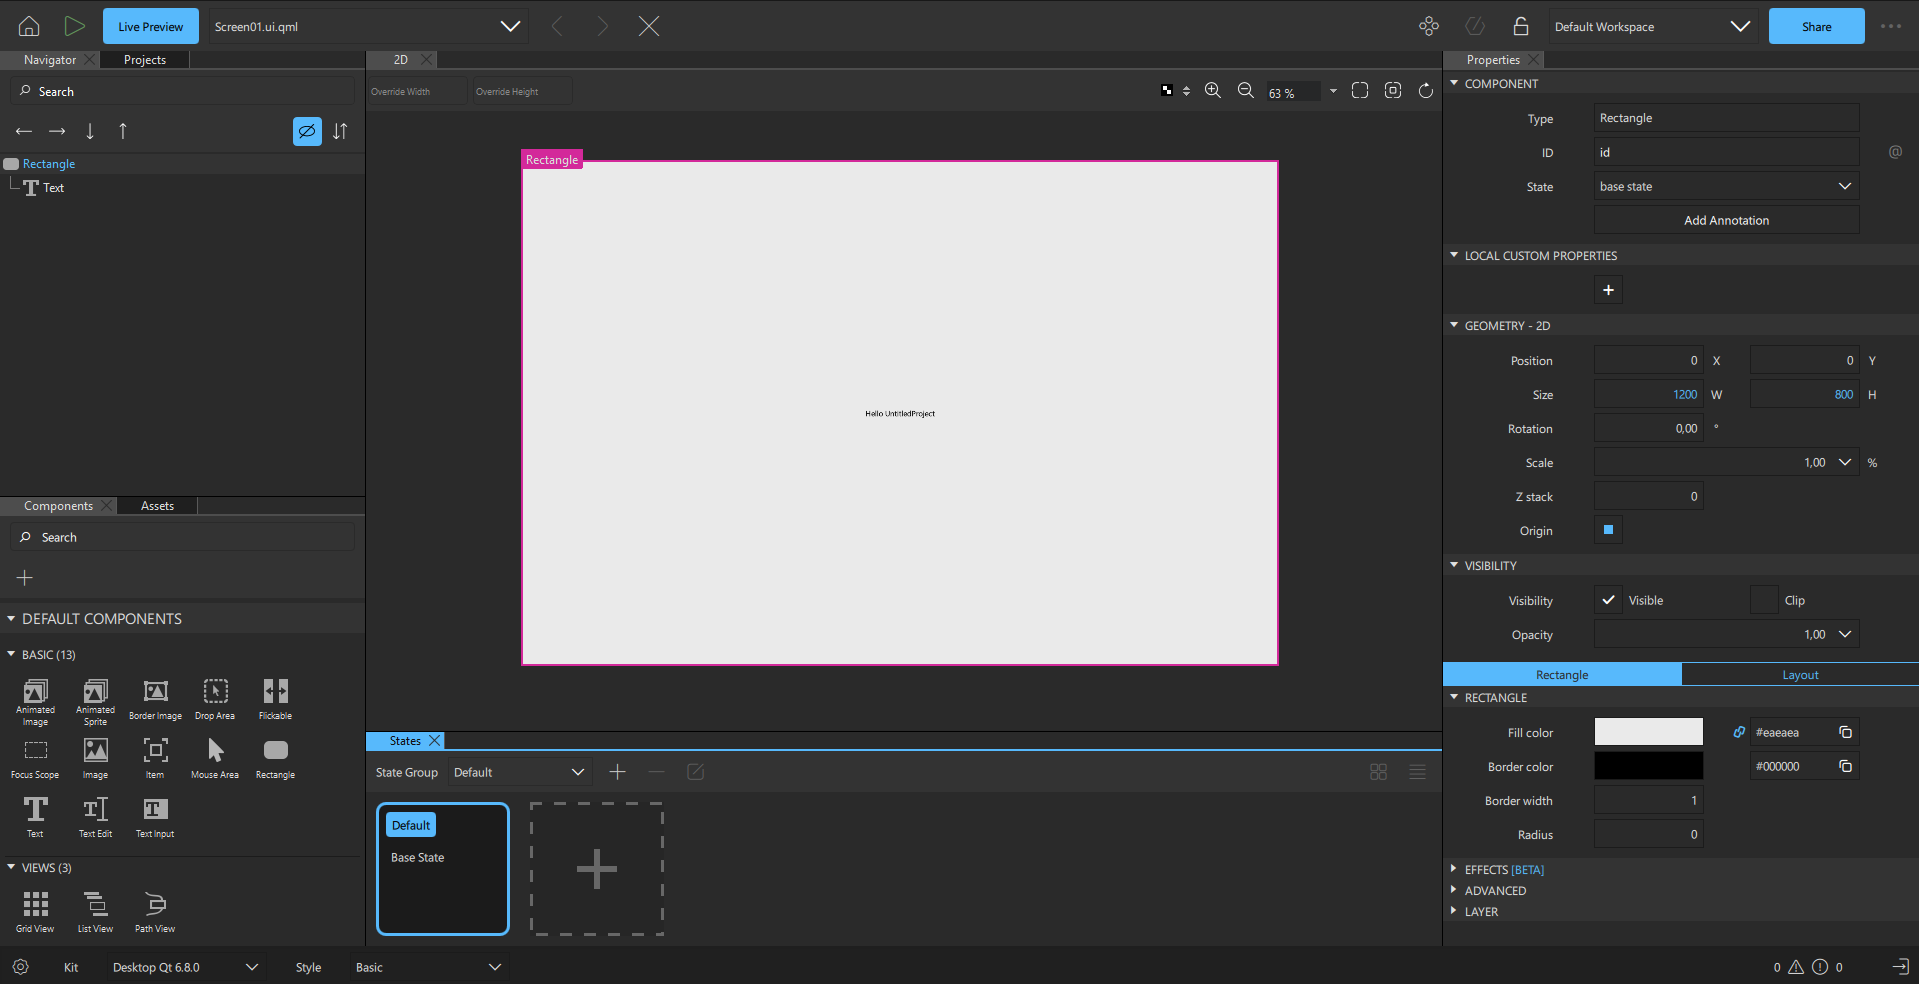 Live Preview
Screen01.ui.qml
Default Workspace
Share
Navigator
Projects
Search
Rectangle
Text
Components
Assets
Search
DEFAULT COMPONENTS
BASIC (13)
Animated Image
Animated Sprite
Border Image
Drop Area
Flickable
Focus Scope
Image
Item
Mouse Area
Rectangle
Text
Text Edit
Text Input
VIEWS (3)
Grid View
List View
Path View
2D
Override Width
Override Height
63 %
Rectangle
Hello UntitledProject
States
State Group
Default
Default
Base State
Properties
COMPONENT
Type
Rectangle
ID
id
@
State
base state
Add Annotation
LOCAL CUSTOM PROPERTIES
GEOMETRY - 2D
Position 0 X 0 Y
Size 1200 W 800 H
Rotation 0,00 °
Scale 1,00 %
Z stack 0
Origin
VISIBILITY
Visibility Visible Clip
Opacity 1,00
Rectangle
Layout
RECTANGLE
Fill color #eaeaea
Border color #000000
Border width 1
Radius 0
EFFECTS [BETA]
ADVANCED
LAYER
Kit Desktop Qt 6.8.0 Style Basic 0 0